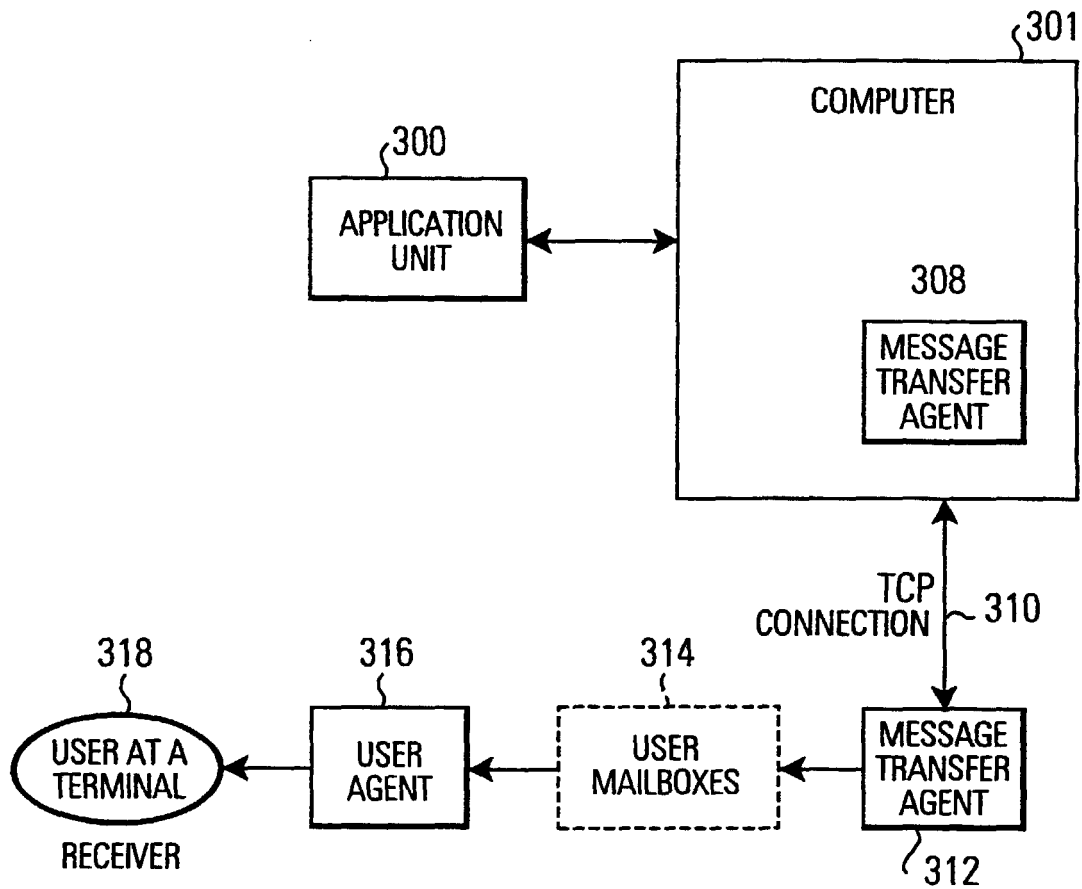 301
COMPUTER
300
APPLICATION
UNIT
308
MESSAGE
TRANSFER
AGENT
TCP
CONNECTION
310
318
316
314
USER AT A
TERMINAL
USER
AGENT
USER
MAILBOXES
MESSAGE
TRANSFER
AGENT
RECEIVER
312